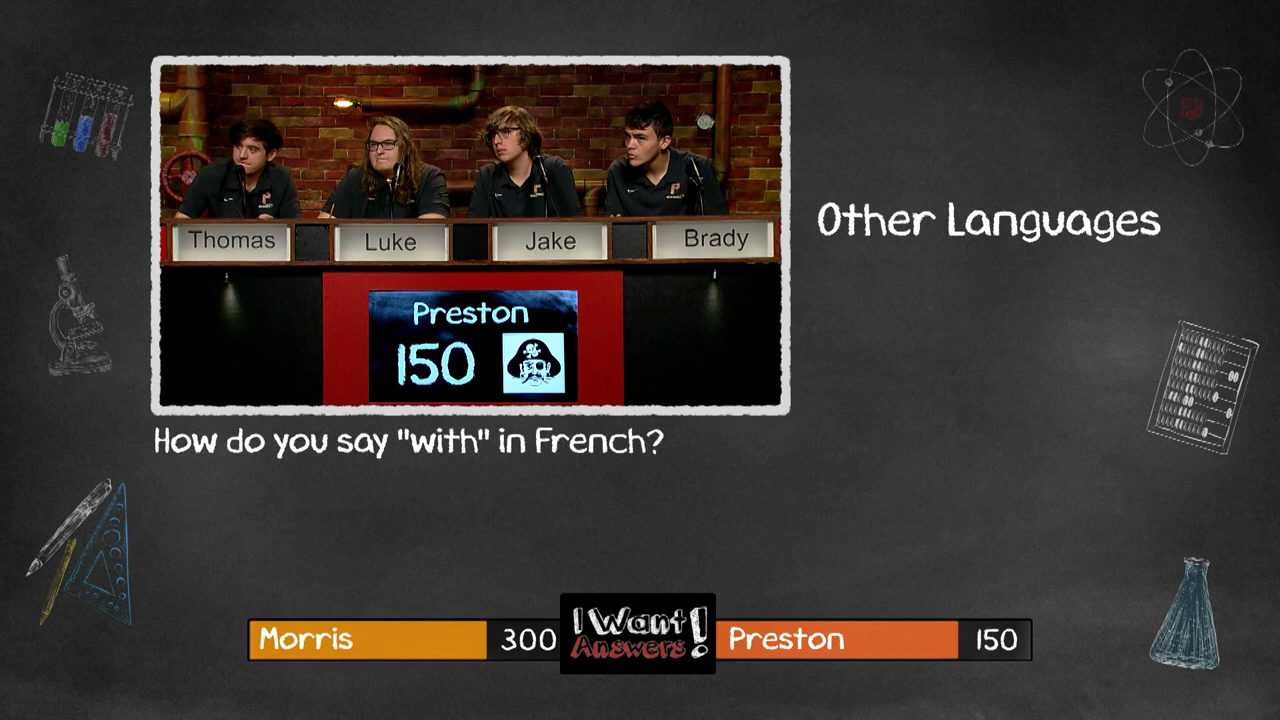 Other Languages
Thomas
Luke
Jake
Brady
Preston
150
How do you say "with" in French?
Morris
300
I Want
Answers!
Preston
150